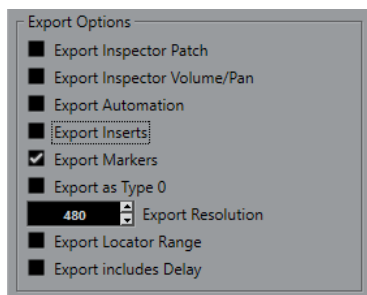 Export Options
Export Inspector Patch
Export Inspector Volume/Pan
Export Automation
Export Inserts
Export Markers
Export as Type 0
480 Export Resolution
Export Locator Range
Export includes Delay